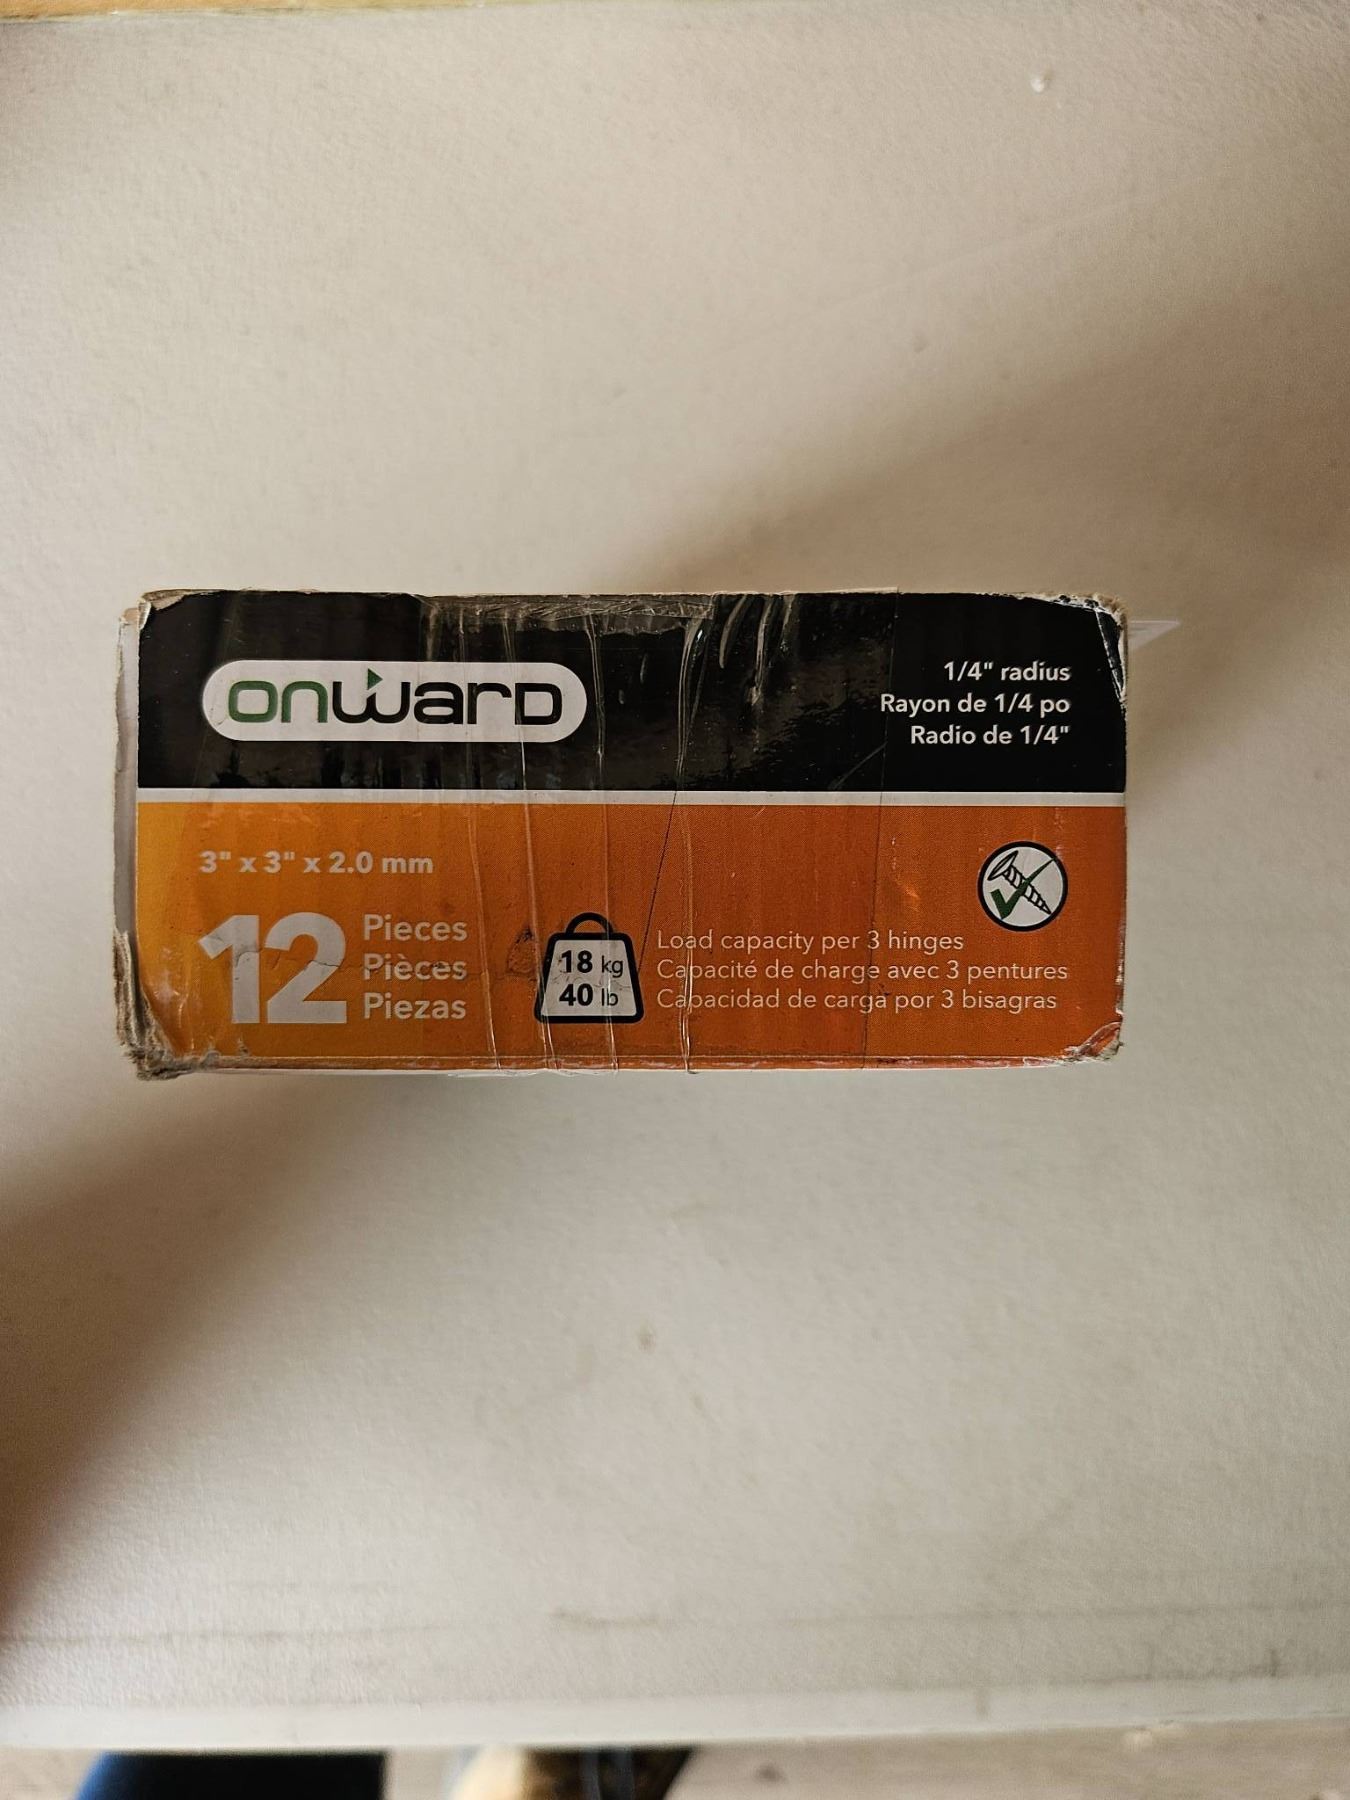 onward
1/4" radius
Rayon de 1/4 po
Radio de 1/4"
3" x 3" x 2.0 mm
12
Pieces
Pièces
Piezas
18 kg
40 lb
Load capacity per 3 hinges
Capacité de charge avec 3 pentures
Capacidad de carga por 3 bisagras